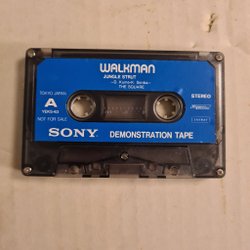 WALKMAN
JUNGLE STRUT
THE SQUARE
TOKYO JAPAN
A
STEREO
NOT FOR SALE
SONY DEMONSTRATION TAPE